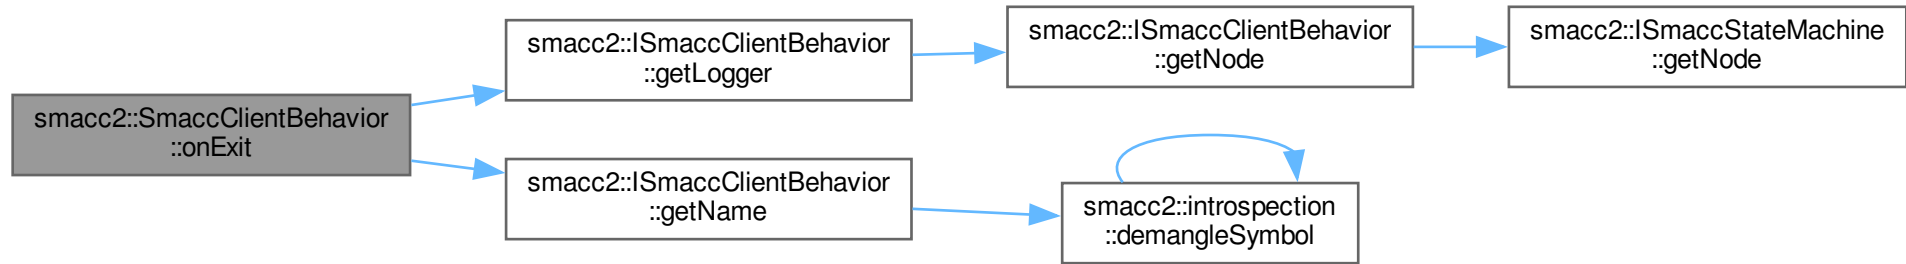 smacc2::SmaccClientBehavior
::onExit
smacc2::ISmaccClientBehavior
::getLogger
smacc2::ISmaccClientBehavior
::getNode
smacc2::ISmaccStateMachine
::getNode
smacc2::ISmaccClientBehavior
::getName
smacc2::introspection
::demangleSymbol